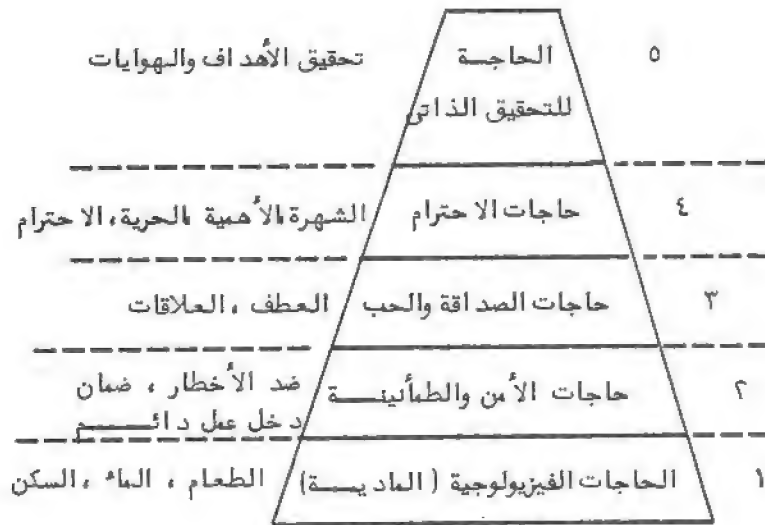 ٥ الحاجة تحقيق الأهداف والهوايات
للتحقيق الذاتى
٤ حاجات الاحترام الشهرة، الأهمية، الحرية، الاحترام
٣ حاجات الصداقة والحب العطف، العلاقات
٢ حاجات الأمن والطمأنينة ضد الأخطار، ضمان
دخل عمل دائم
١ الحاجات الفيزيولوجية (المادية) الطعام، الماء، السكن